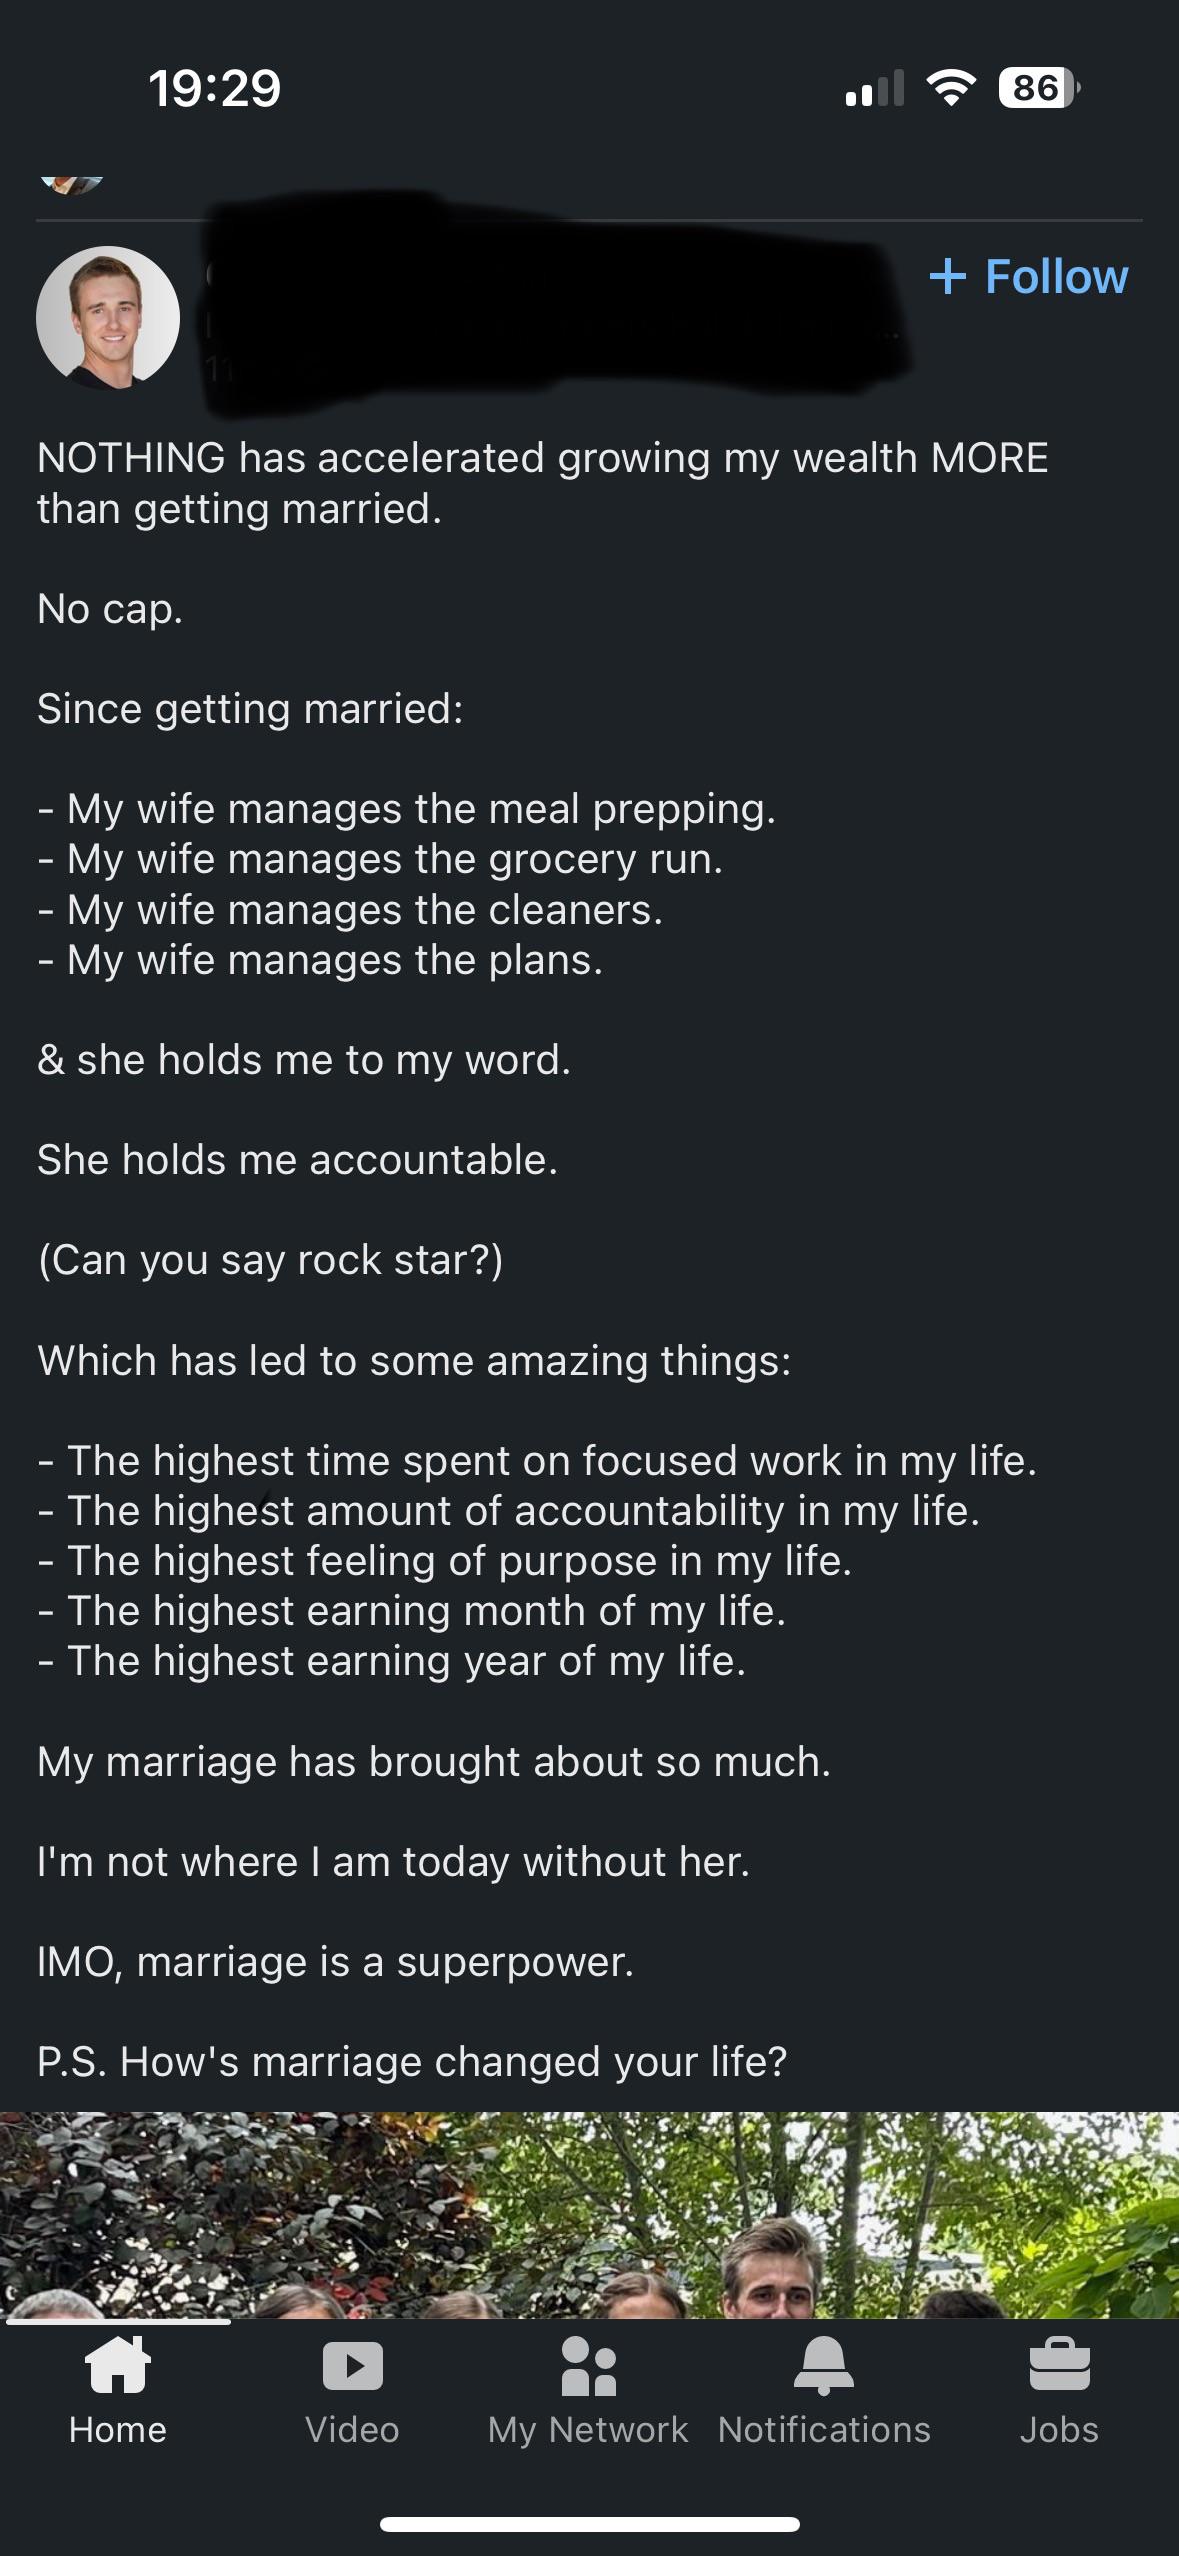 19:29
86
+ Follow
NOTHING has accelerated growing my wealth MORE
than getting married.
No cap.
Since getting married:
- My wife manages the meal prepping.
- My wife manages the grocery run.
- My wife manages the cleaners.
- My wife manages the plans.
& she holds me to my word.
She holds me accountable.
(Can you say rock star?)
Which has led to some amazing things:
- The highest time spent on focused work in my life.
- The highest amount of accountability in my life.
- The highest feeling of purpose in my life.
- The highest earning month of my life.
- The highest earning year of my life.
My marriage has brought about so much.
I'm not where I am today without her.
IMO, marriage is a superpower.
P.S. How's marriage changed your life?
Home Video My Network Notifications Jobs